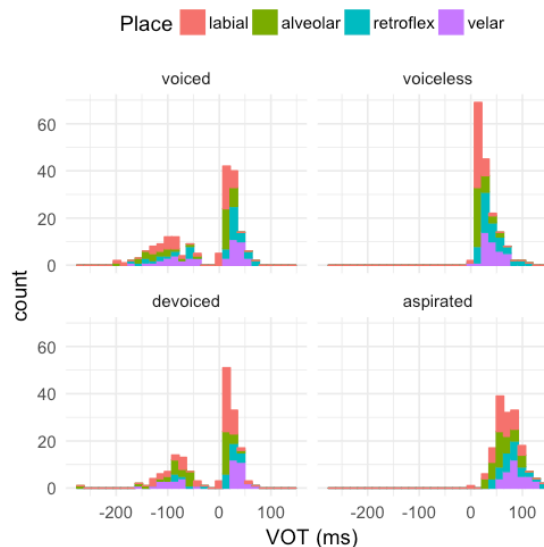 Place labial alveolar retroflex velar
voiced voiceless
60
40
20
0
devoiced aspirated
60
40
20
0
count
-200 -100 0 100 -200 -100 0 100
VOT (ms)